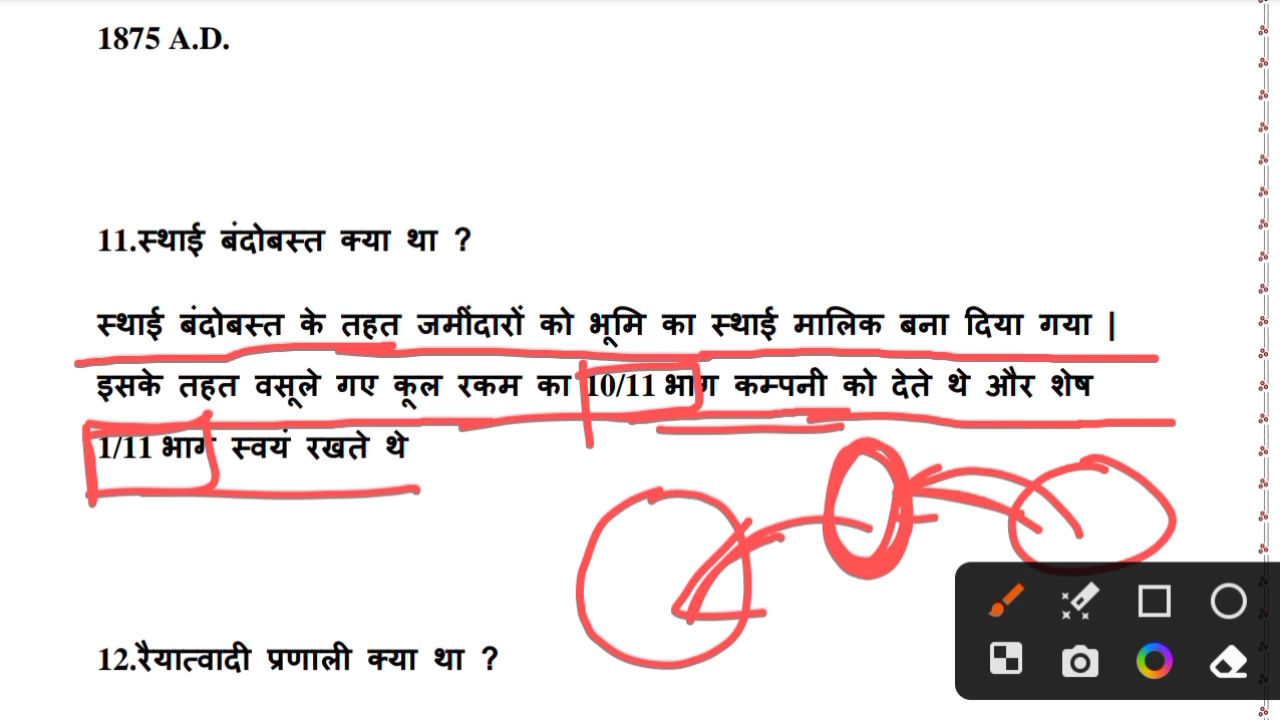 1875 A.D.
11.स्थाई बंदोबस्त क्या था ?
स्थाई बंदोबस्त के तहत जमींदारों को भूमि का स्थाई मालिक बना दिया गया |
इसके तहत वसूले गए कूल रकम का 10/11 भाग कम्पनी को देते थे और शेष
1/11 भाग स्वयं रखते थे
12.रैयात्वादी प्रणाली क्या था ?